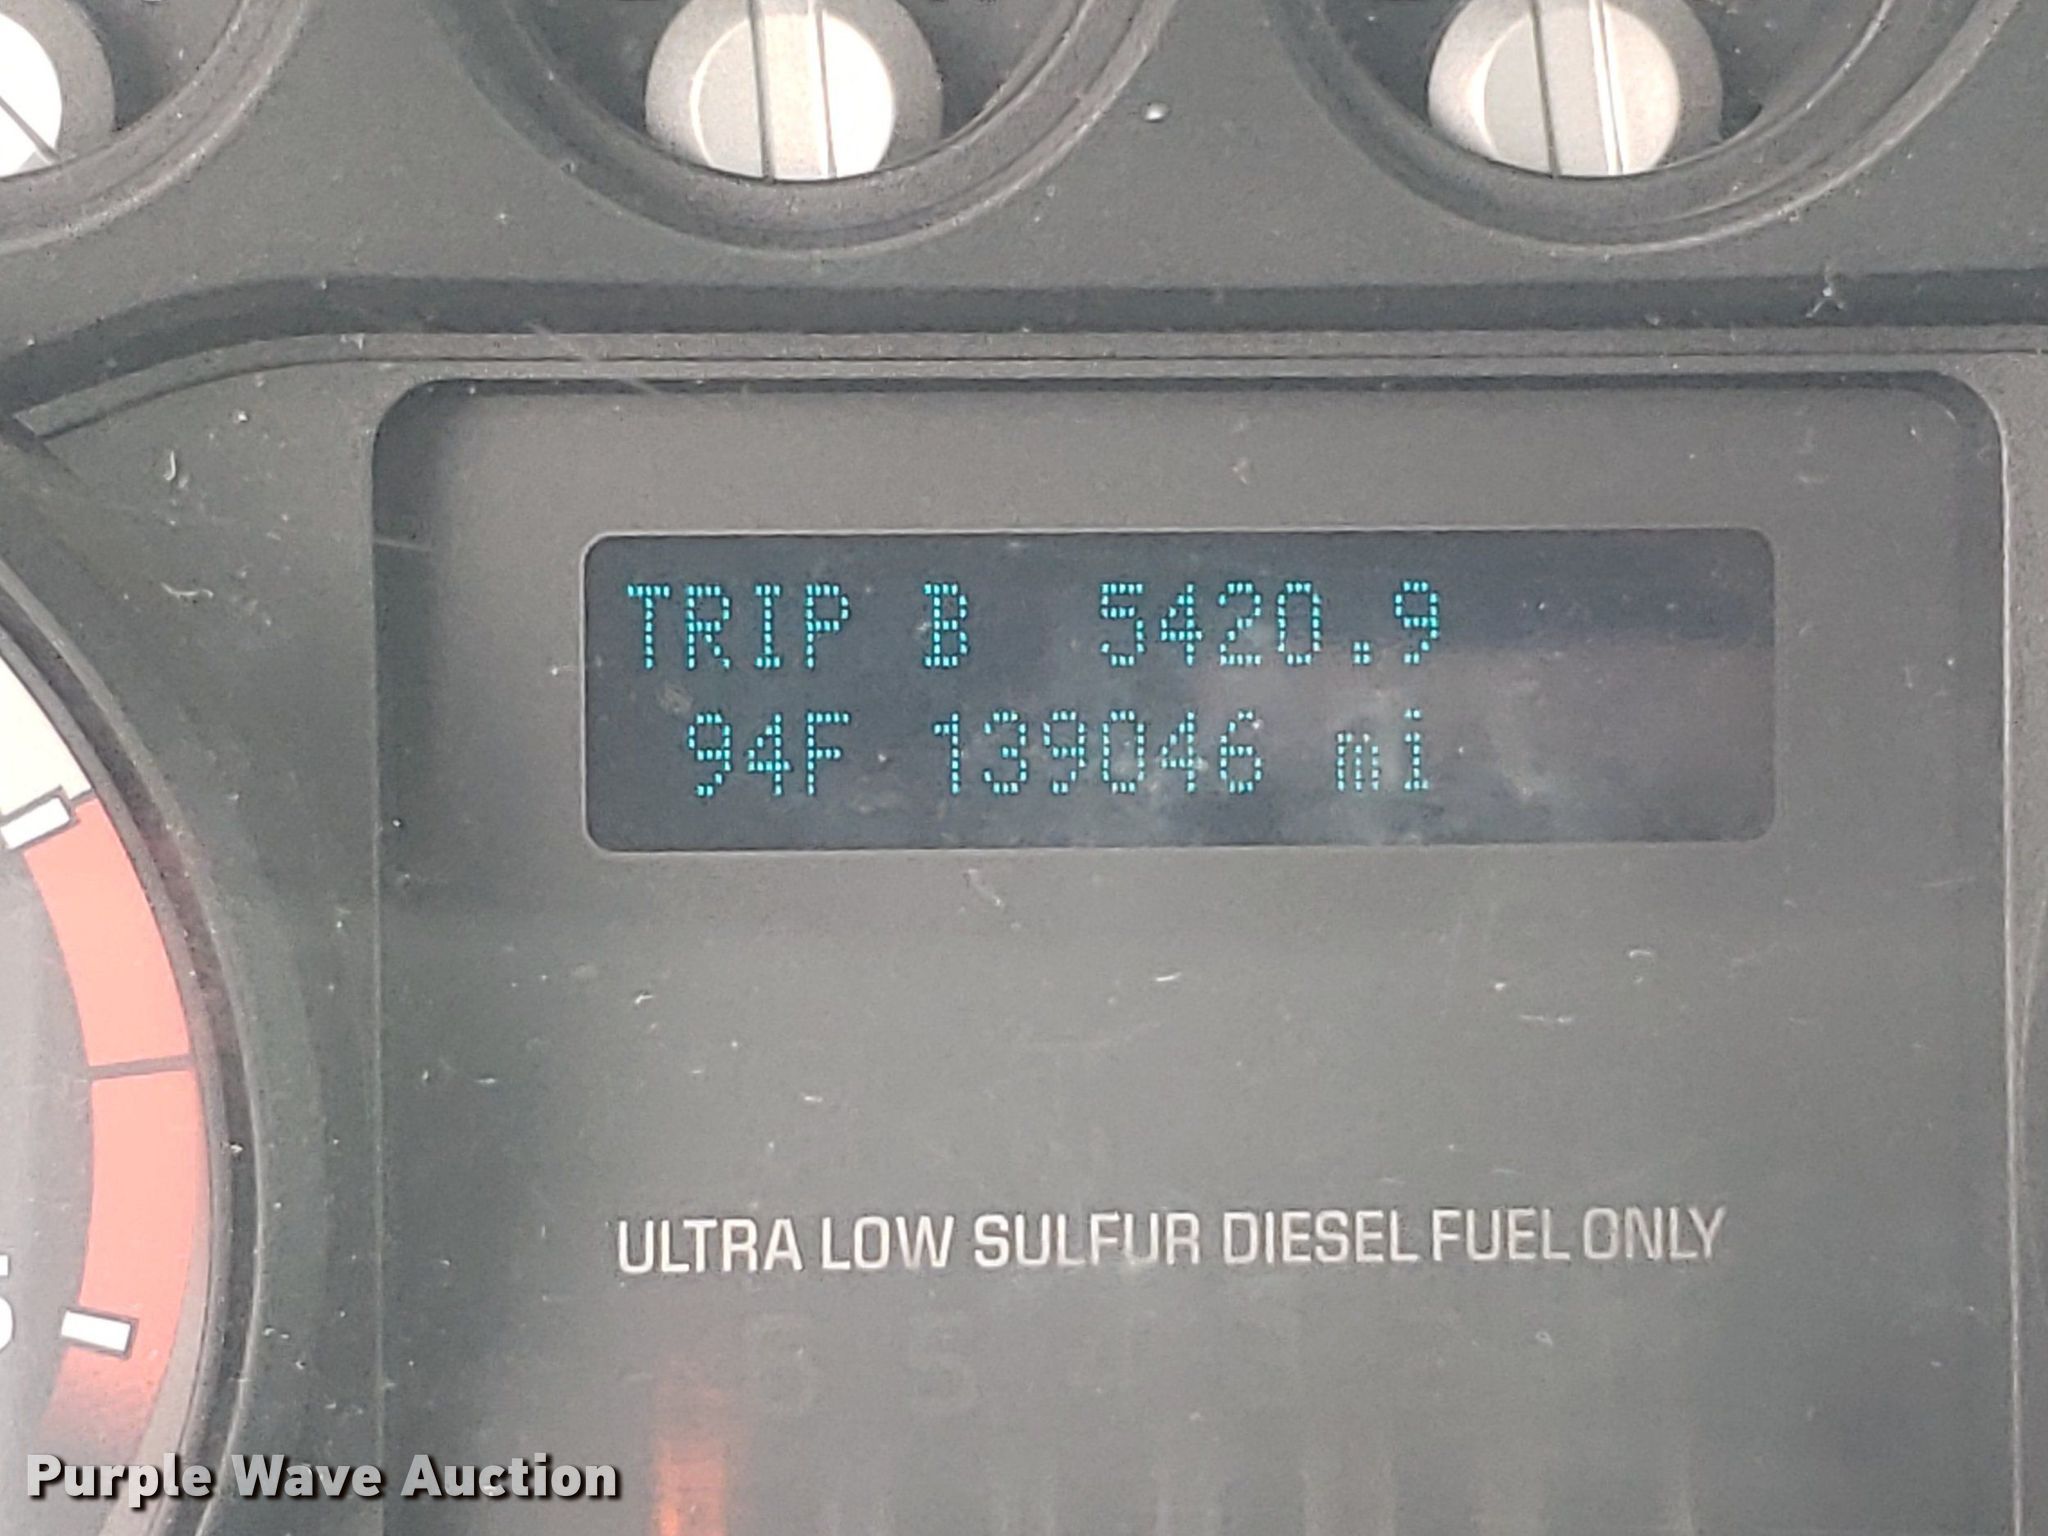 TRIP B 5420.9
94F 139046 mi
ULTRA LOW SULFUR DIESEL FUEL ONLY
Purple Wave Auction